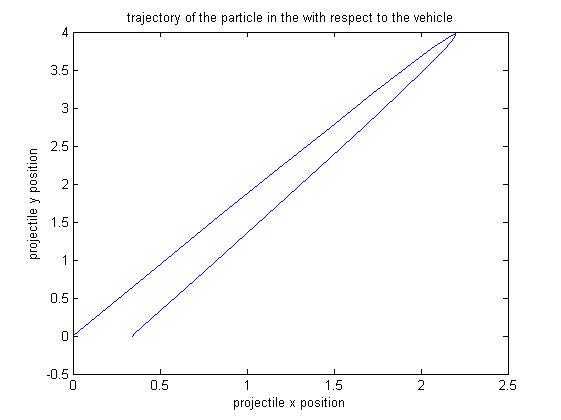 trajectory of the particle in the with respect to the vehicle
4
3.5
3
2.5
2
1.5
1
0.5
0
-0.5
projectile y position
0 0.5 1 1.5 2 2.5
projectile x position